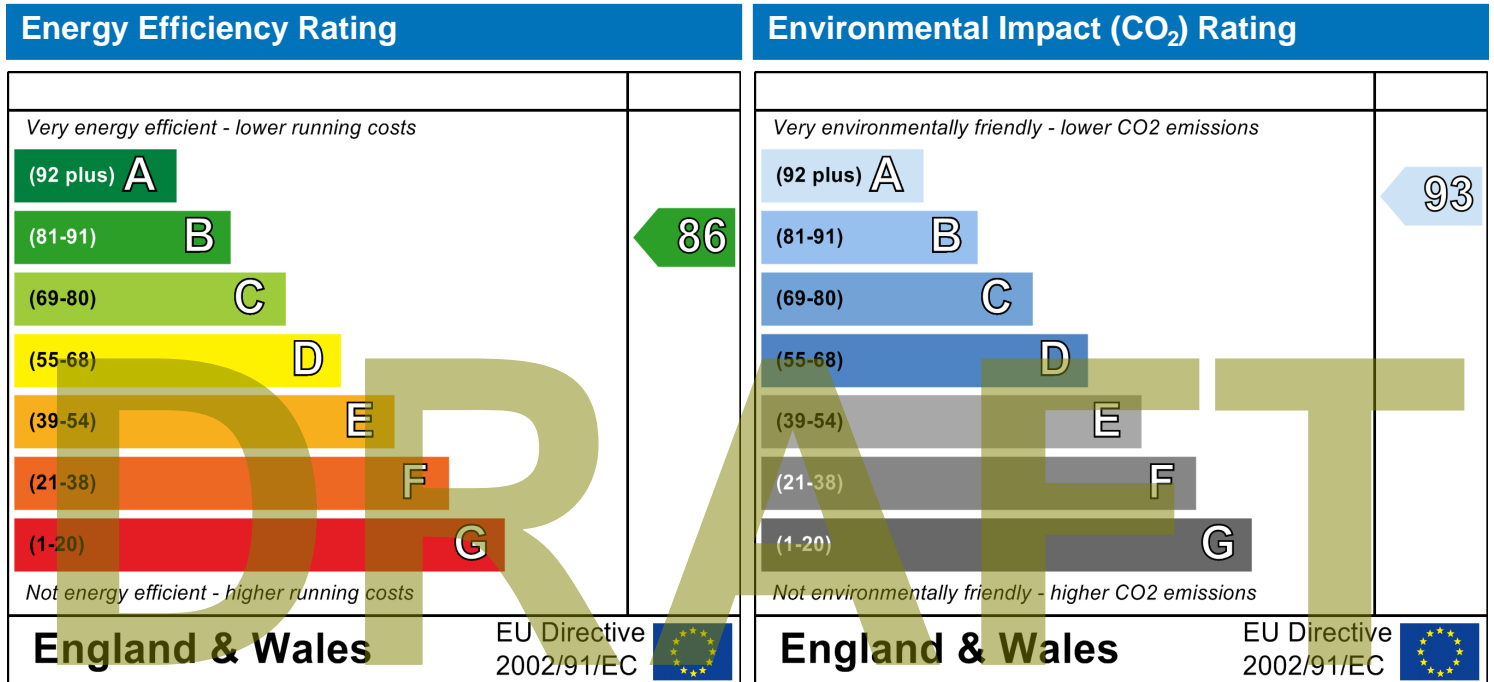 Energy Efficiency Rating
Very energy efficient - lower running costs
(92 plus) A
(81-91) B
(69-80) C
(55-68) D
(39-54) E
(21-38) F
(1-20) G
86
Not energy efficient - higher running costs
England & Wales
EU Directive
2002/91/EC
Environmental Impact (CO₂) Rating
Very environmentally friendly - lower CO2 emissions
(92 plus) A
(81-91) B
(69-80) C
(55-68) D
(39-54) E
(21-38) F
(1-20) G
93
Not environmentally friendly - higher CO2 emissions
England & Wales
EU Directive
2002/91/EC
DRAFT